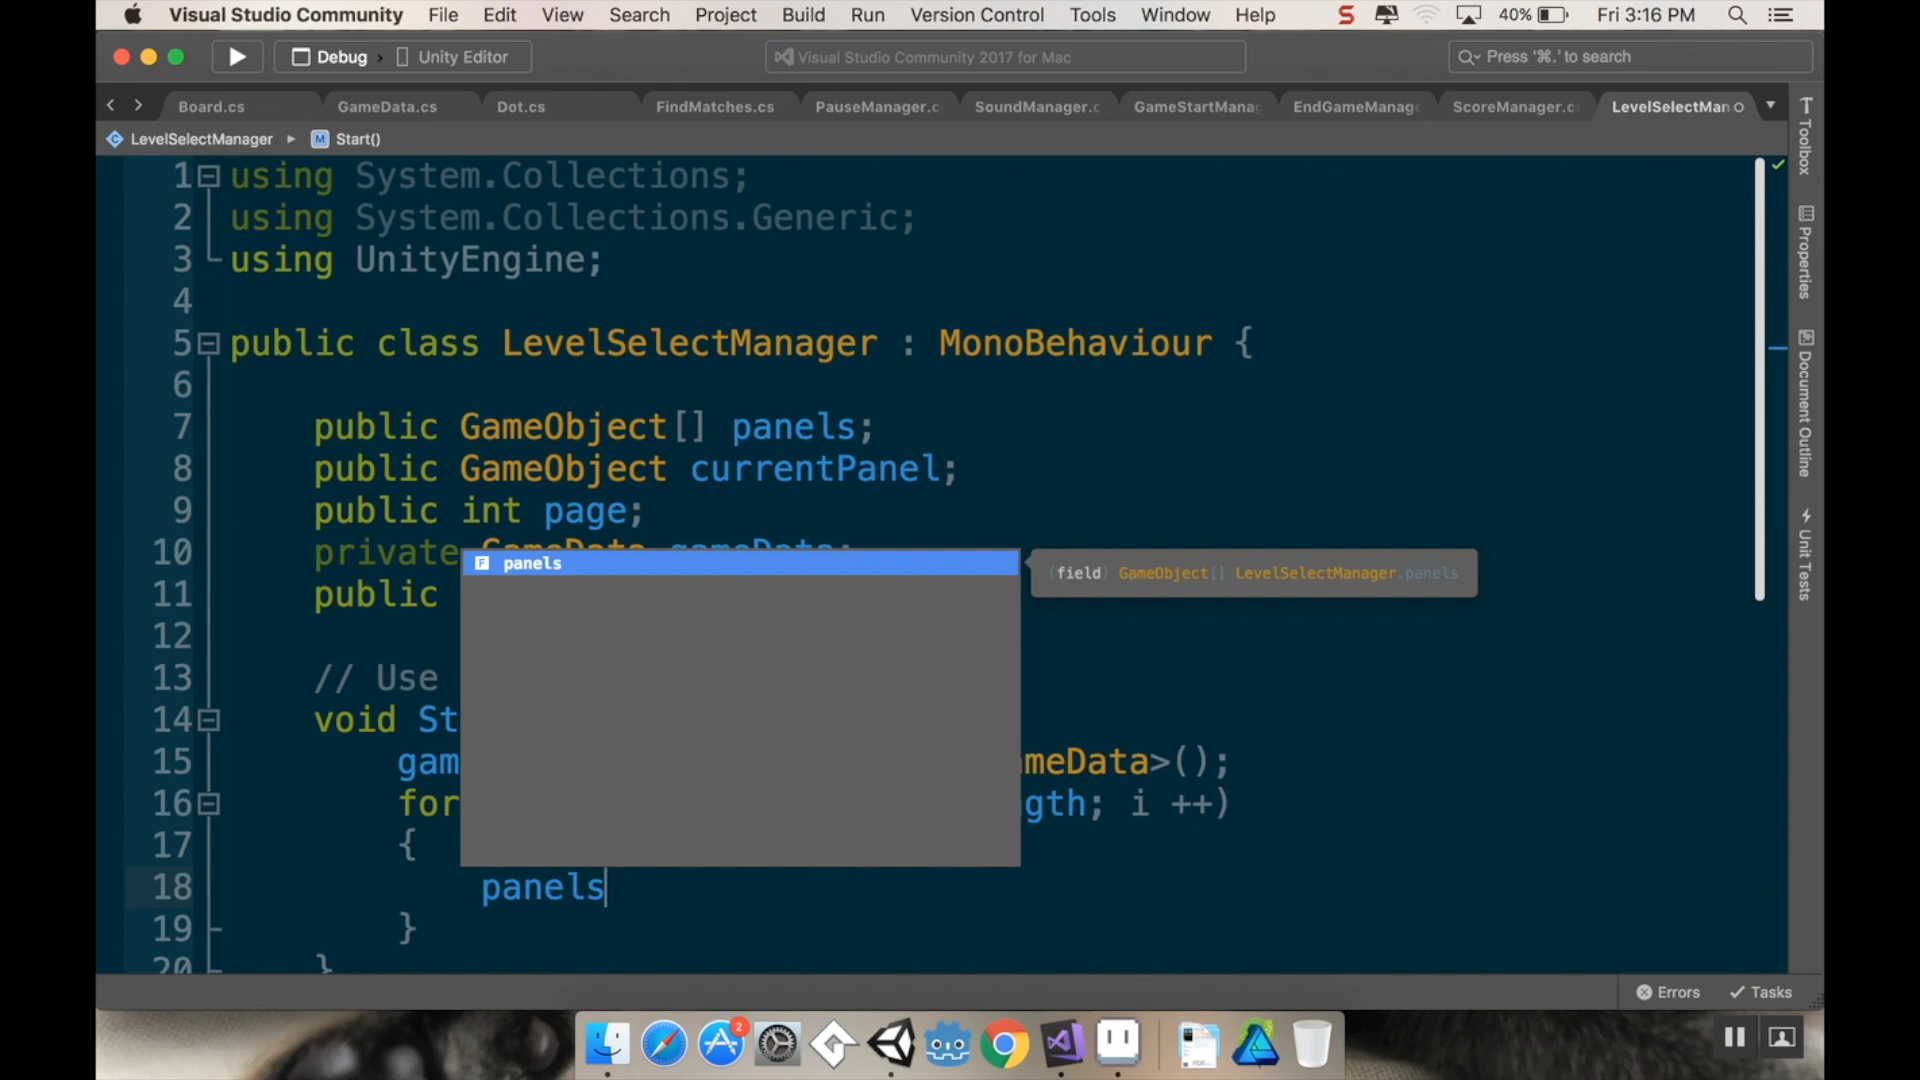 Visual Studio Community File Edit View Search Project Build Run Version Control Tools Window Help S 40% Fri 3:16 PM
Debug Unity Editor Visual Studio Community 2017 for Mac Press '⌘.' to search
Board.cs GameData.cs Dot.cs FindMatches.cs PauseManager.c SoundManager.c GameStartMana EndGameManag ScoreManager.c LevelSelectMan
LevelSelectManager M Start()
1 using System.Collections;
2 using System.Collections.Generic;
3 using UnityEngine;
4
5 public class LevelSelectManager : MonoBehaviour {
6
7 public GameObject[] panels;
8 public GameObject currentPanel;
9 public int page;
10 private GameData gameData;
F panels
(field) GameObject[] LevelSelectManager.panels
11 public
12
13 // Use
14 void St
15 gam meData>();
16 for gth; i ++)
17 {
18 panels
19 }
20 }
Toolbox
Properties
Document Outline
Unit Tests
Errors Tasks
2
PDF